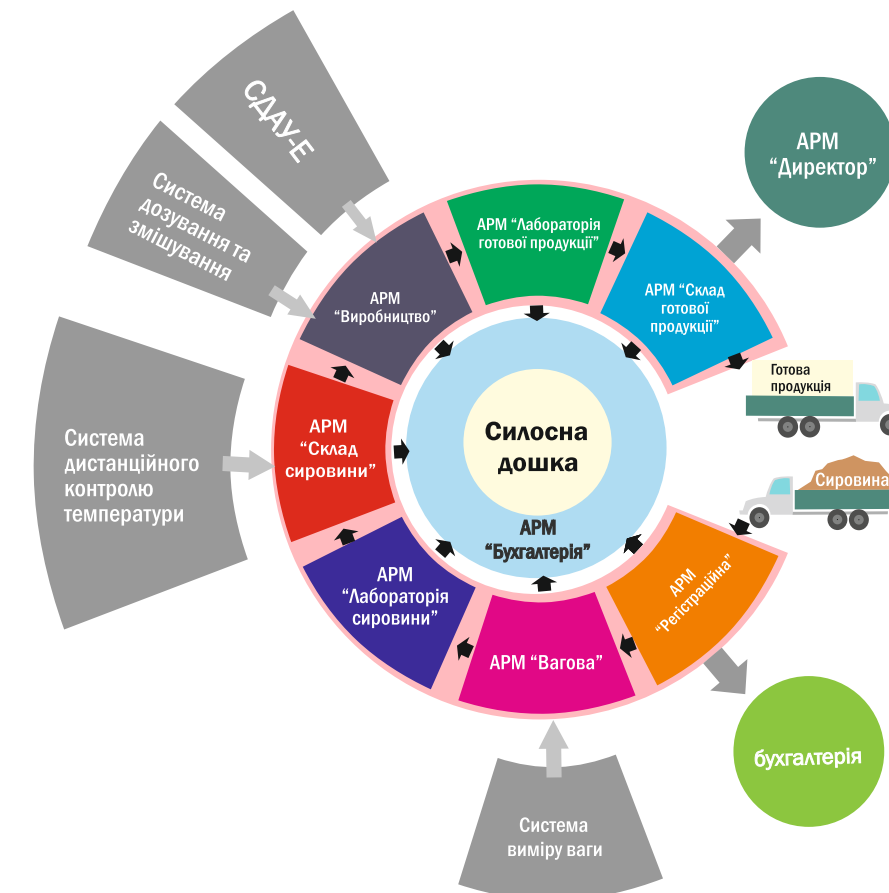 СДАУ-Е
Система
дозування та
змішування
Система
дистанційного
контролю
температури
Система
виміру ваги
АРМ
“Виробництво”
АРМ “Лабораторія
готової продукції”
АРМ “Склад
готової
продукції”
АРМ
“Директор”
Готова
продукція
Сировина
АРМ
“Склад
сировини”
Силосна
дошка
АРМ
“Бухгалтерія”
АРМ
“Лабораторія
сировини”
АРМ “Вагова”
АРМ
“Регістраційна”
бухгалтерія